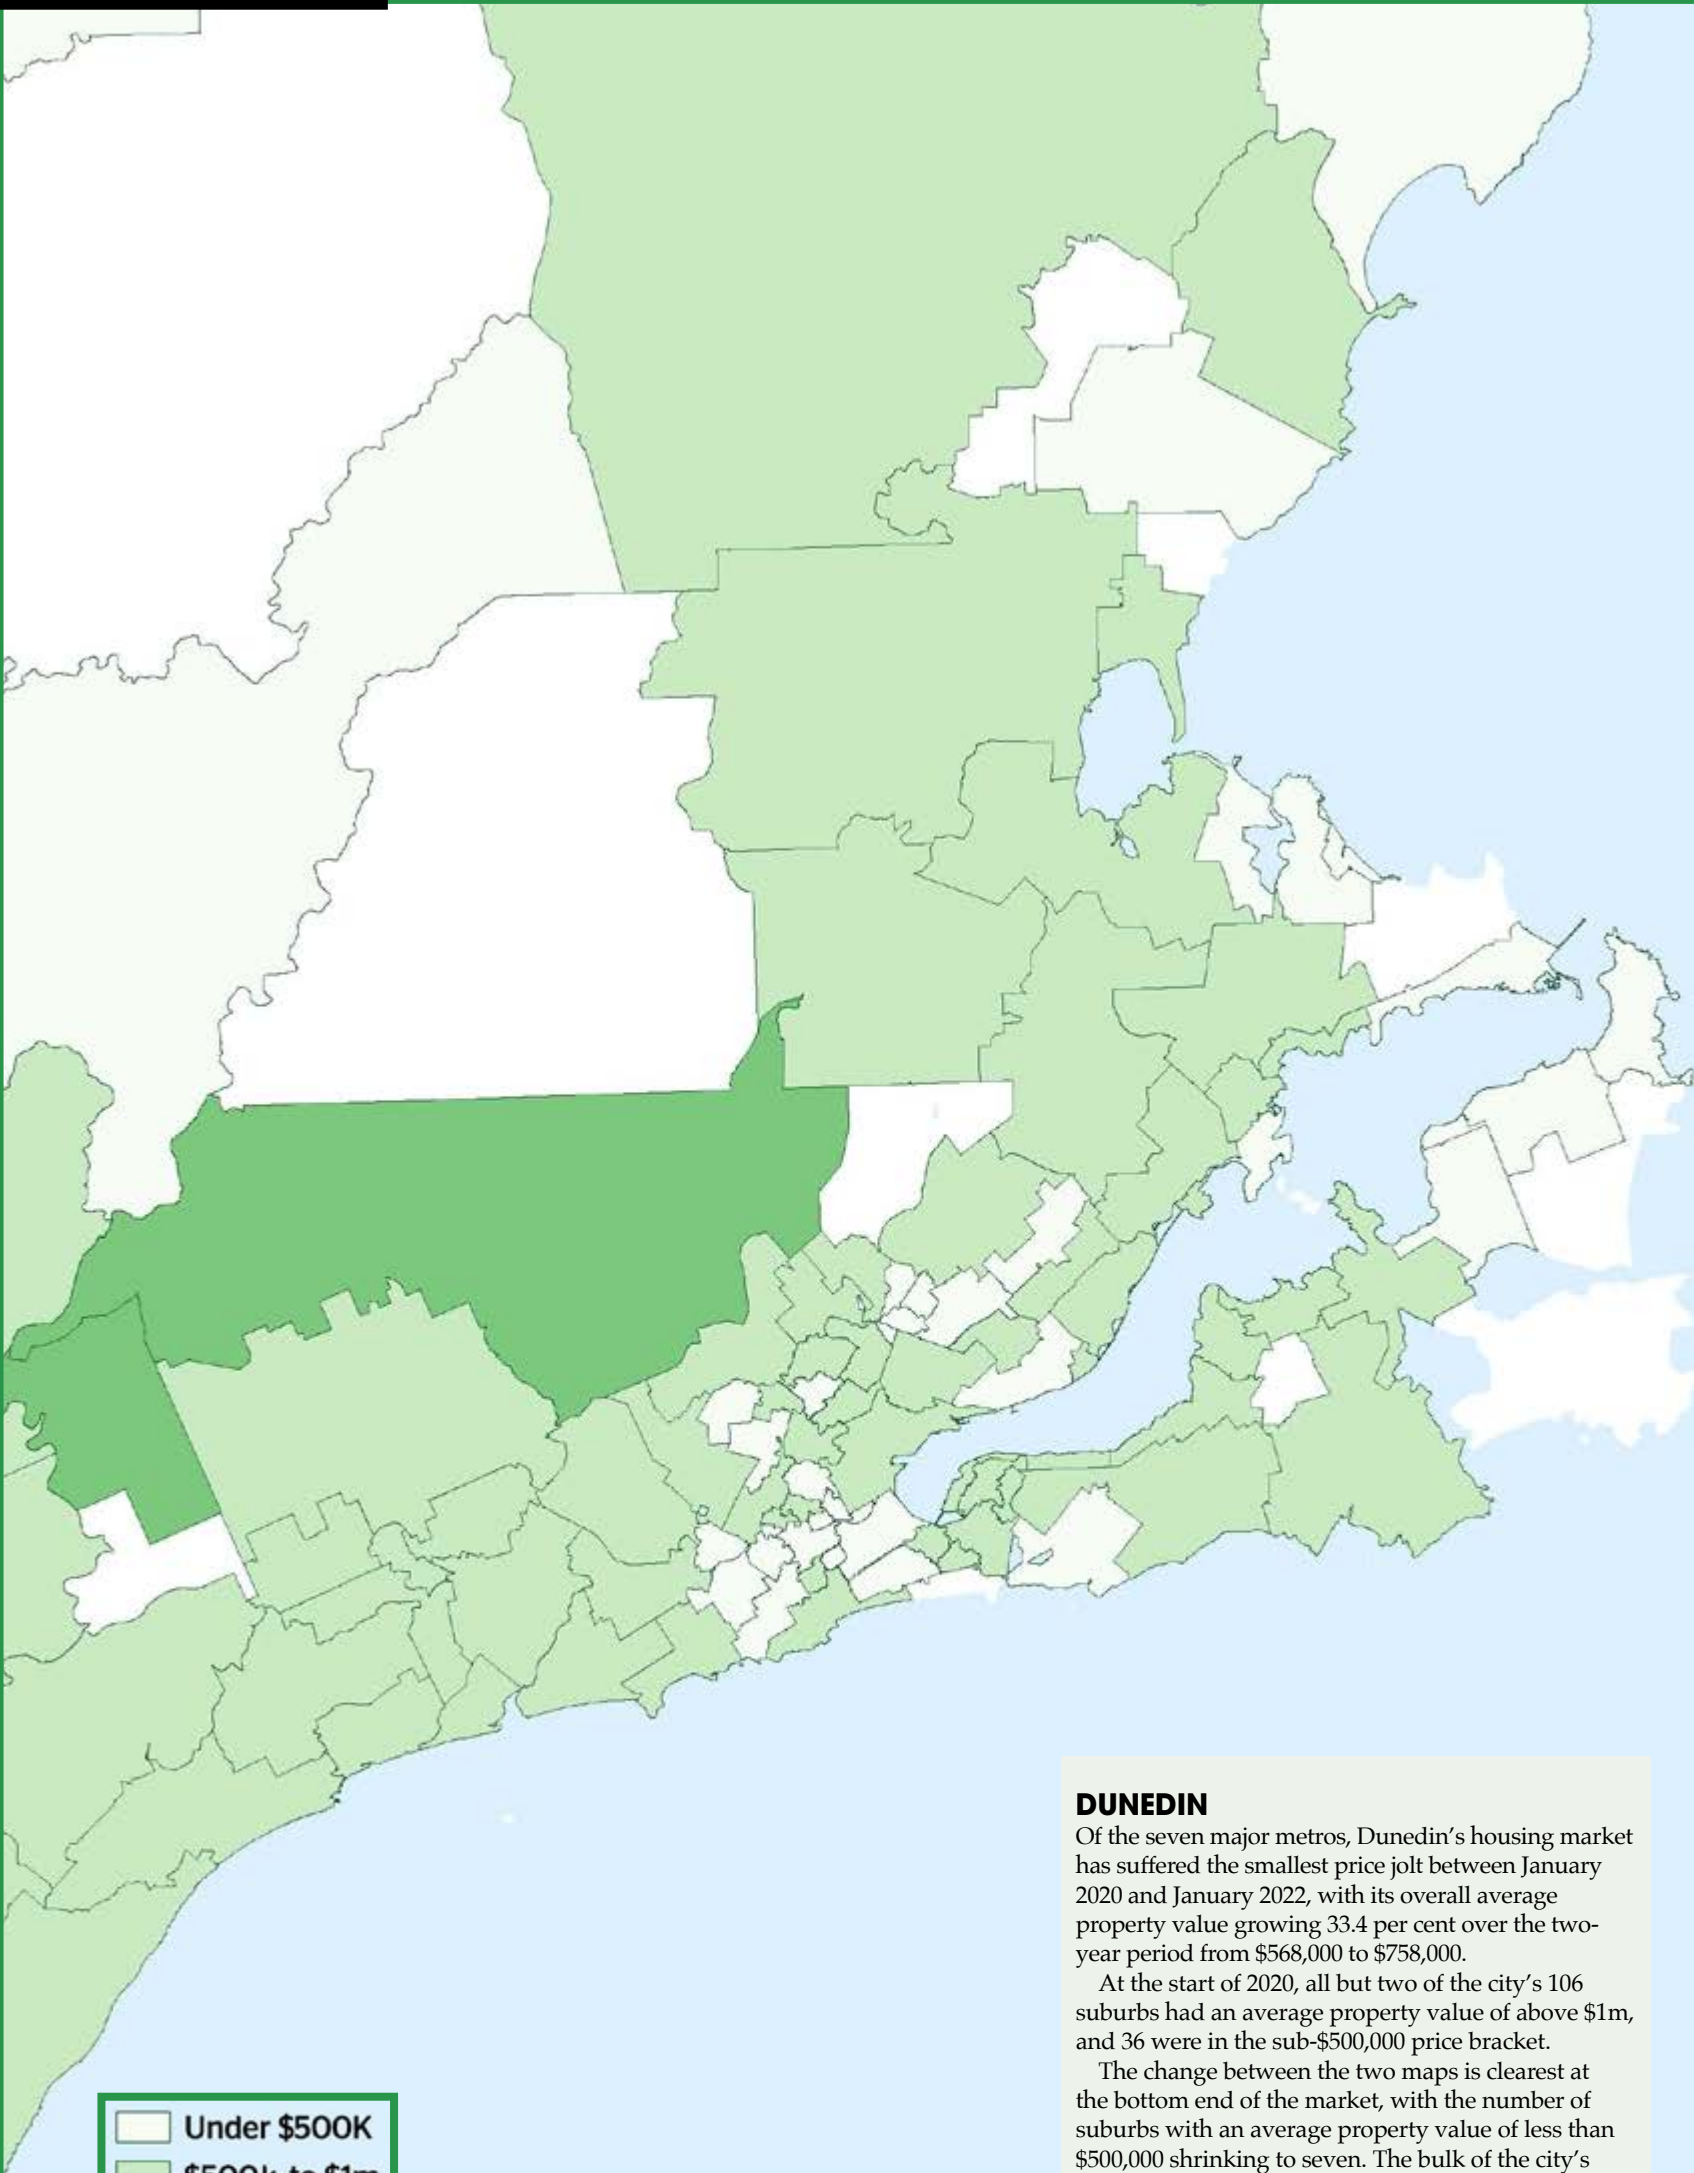 DUNEDIN
Of the seven major metros, Dunedin's housing market
has suffered the smallest price jolt between January
2020 and January 2022, with its overall average
property value growing 33.4 per cent over the two-
year period from $568,000 to $758,000.
At the start of 2020, all but two of the city's 106
suburbs had an average property value of above $1m,
and 36 were in the sub-$500,000 price bracket.
The change between the two maps is clearest at
the bottom end of the market, with the number of
suburbs with an average property value of less than
$500,000 shrinking to seven. The bulk of the city's
Under $500K
$500k to $1m